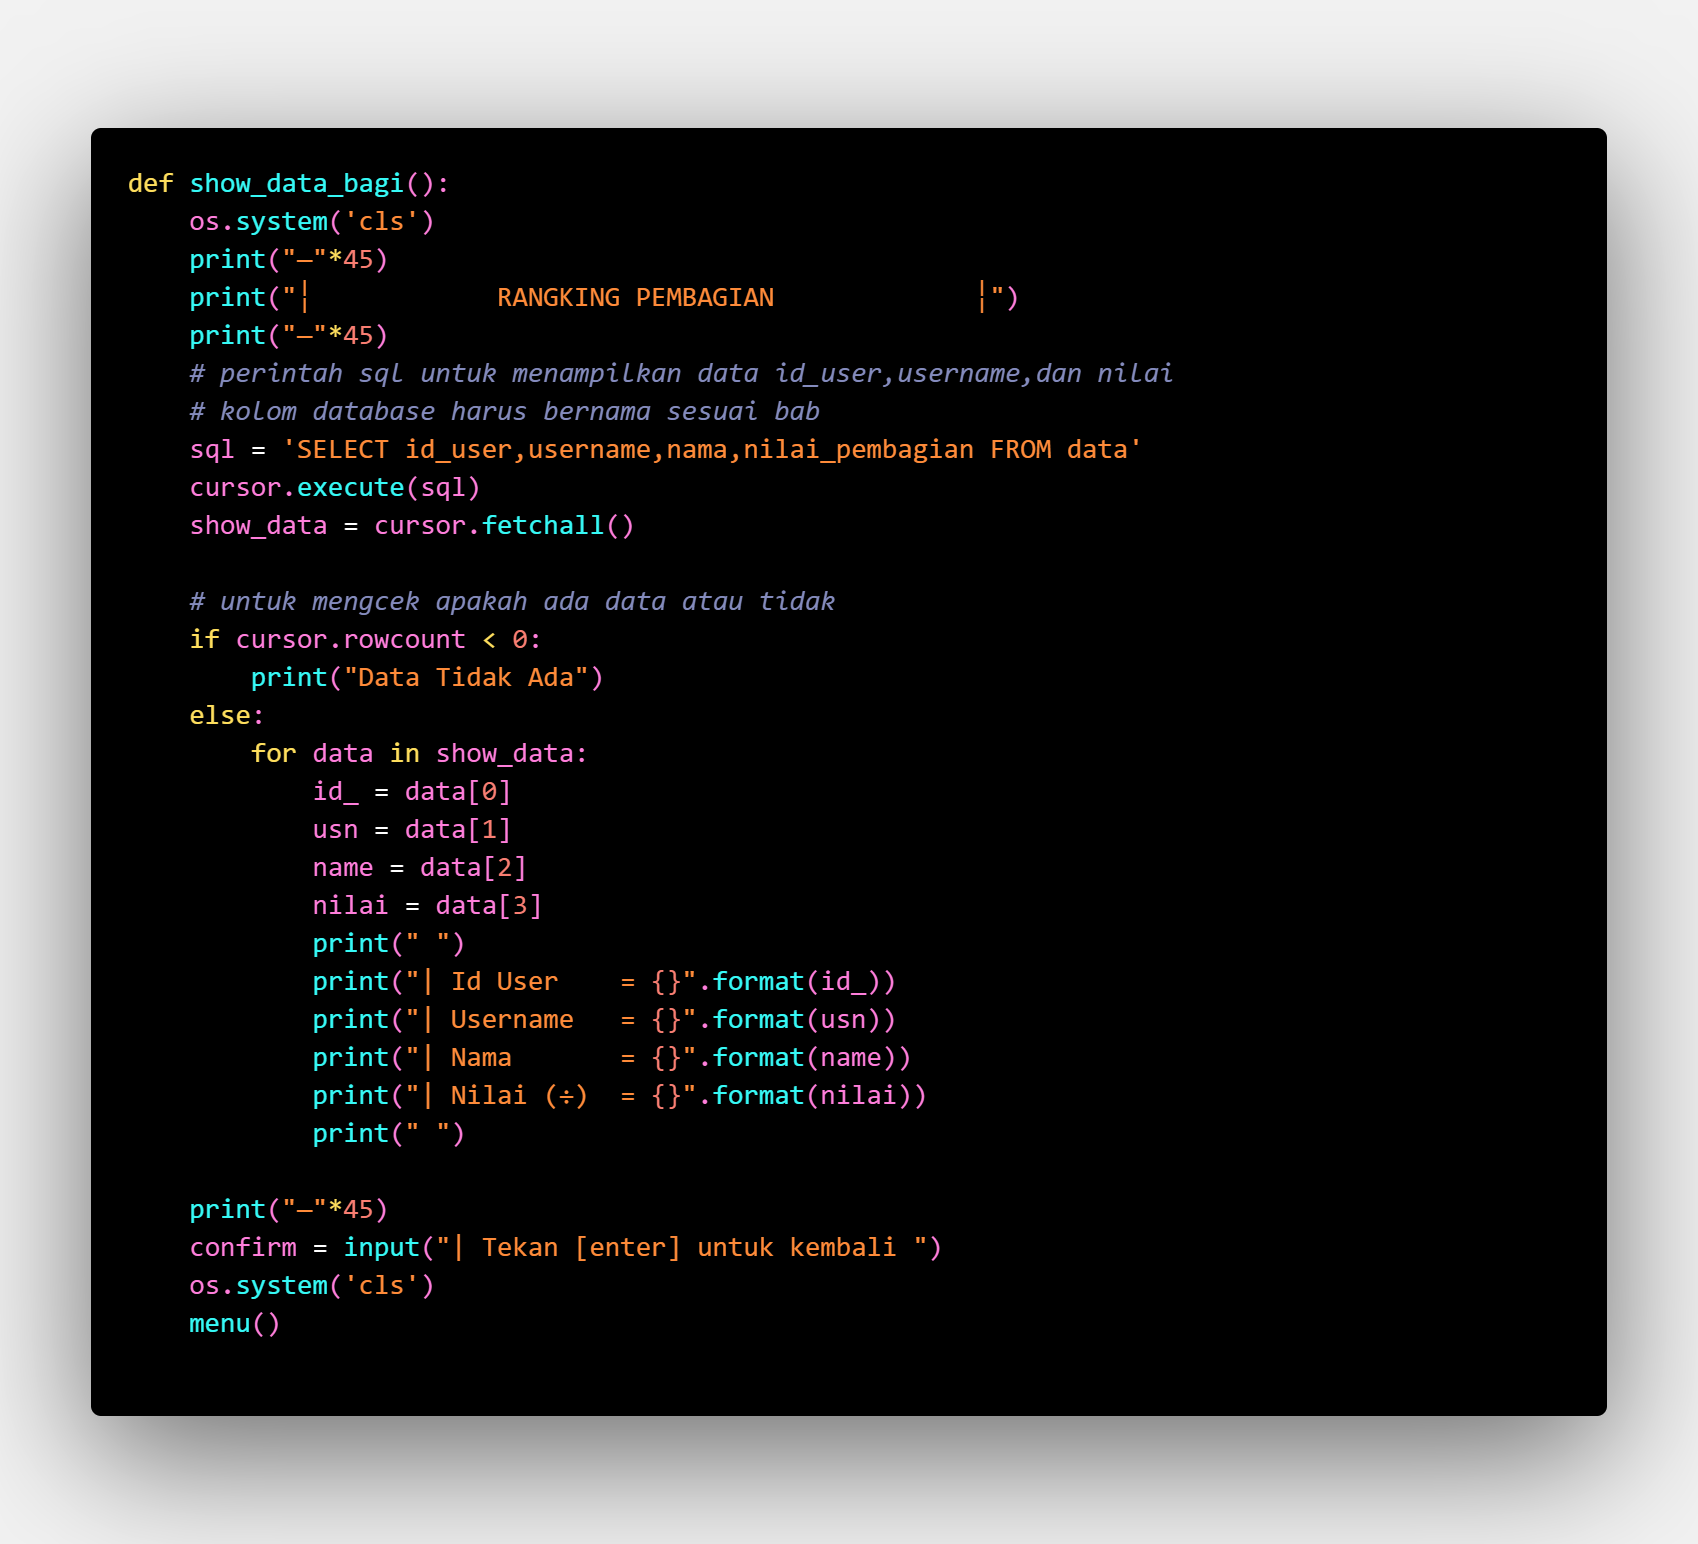 def show_data_bagi():
    os.system('cls')
    print("—"*45)
    print("¦            RANGKING PEMBAGIAN             ¦")
    print("—"*45)
    # perintah sql untuk menampilkan data id_user,username,dan nilai
    # kolom database harus bernama sesuai bab
    sql = 'SELECT id_user,username,nama,nilai_pembagian FROM data'
    cursor.execute(sql)
    show_data = cursor.fetchall()

    # untuk mengcek apakah ada data atau tidak
    if cursor.rowcount < 0:
        print("Data Tidak Ada")
    else:
        for data in show_data:
            id_ = data[0]
            usn = data[1]
            name = data[2]
            nilai = data[3]
            print(" ")
            print("| Id User    = {}".format(id_))
            print("| Username   = {}".format(usn))
            print("| Nama       = {}".format(name))
            print("| Nilai (÷)  = {}".format(nilai))
            print(" ")

    print("—"*45)
    confirm = input("| Tekan [enter] untuk kembali ")
    os.system('cls')
    menu()